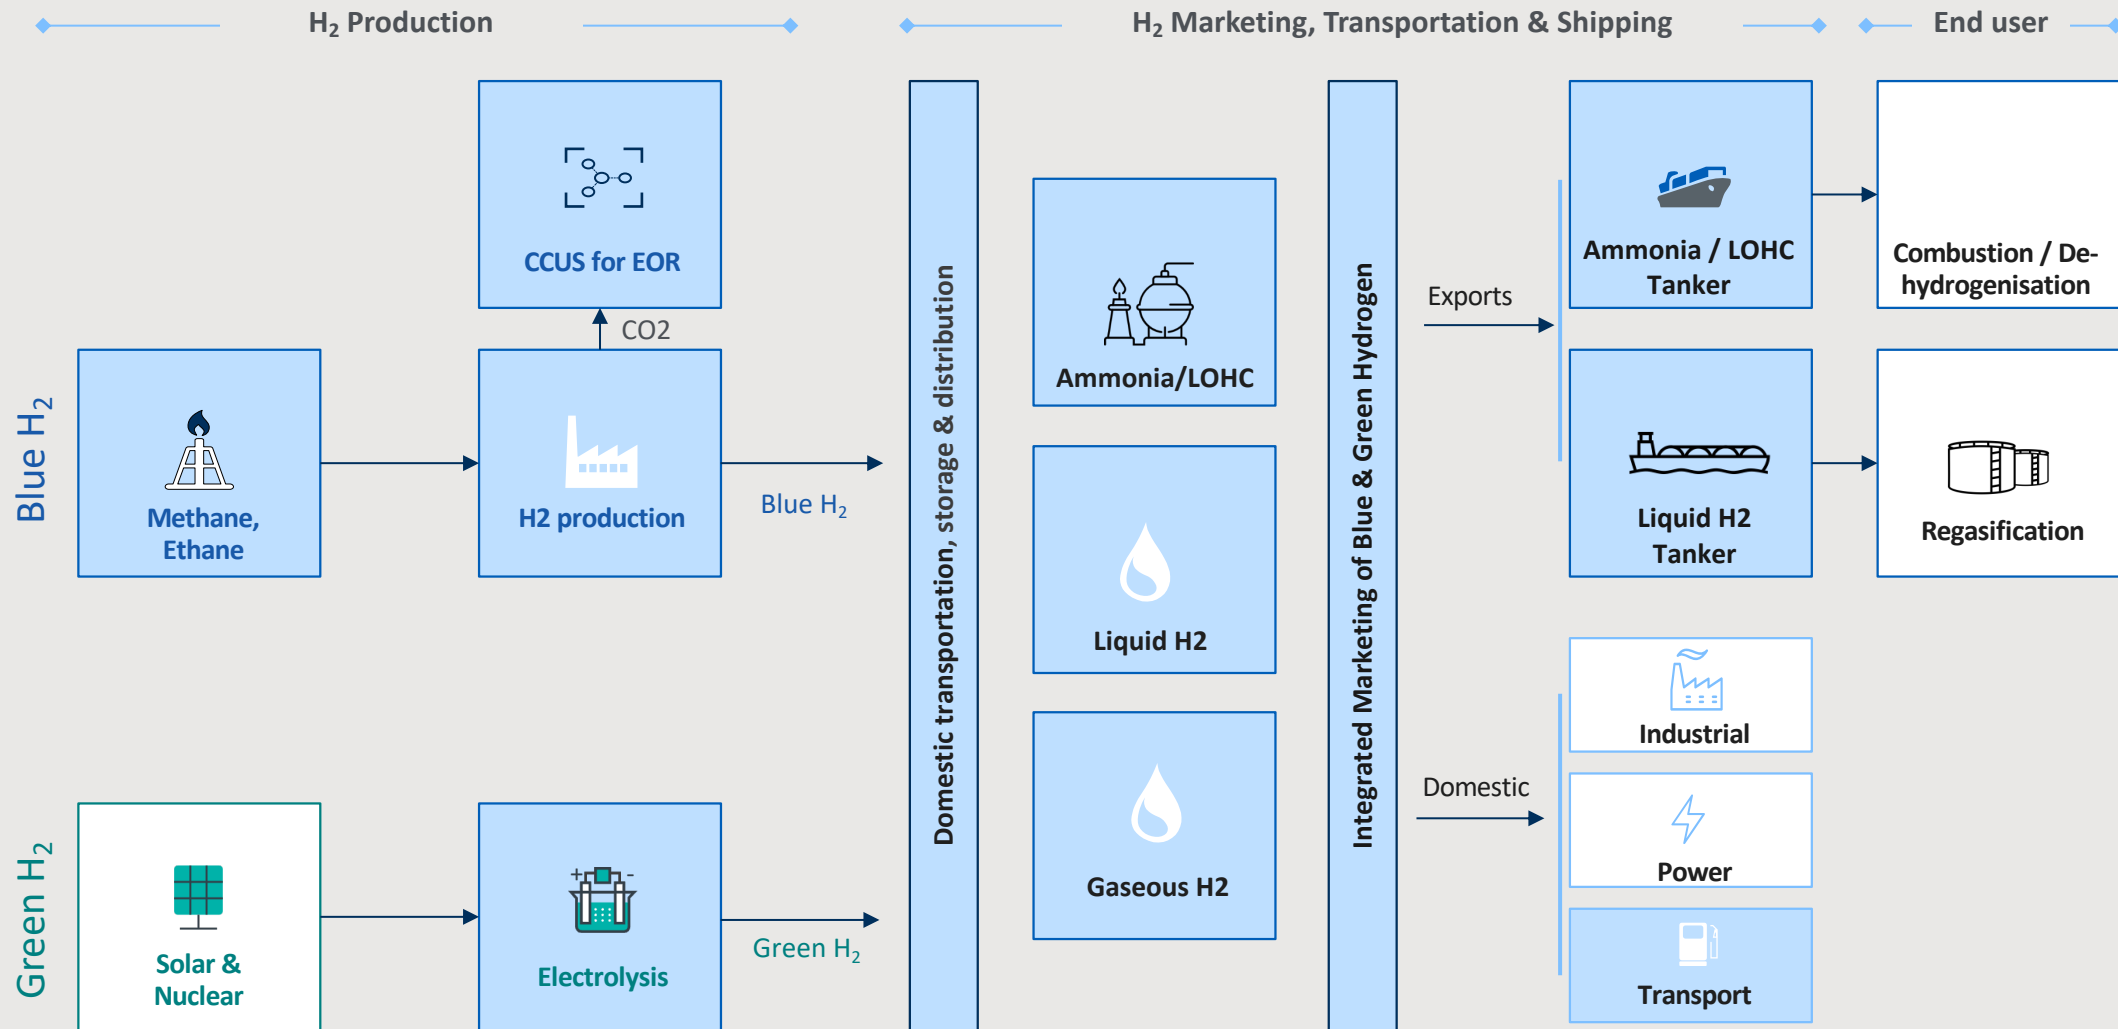 H₂ Production
H₂ Marketing, Transportation & Shipping
End user
Blue H₂
Methane,
Ethane
H2 production
CO2
CCUS for EOR
Blue H₂
Green H₂
Solar &
Nuclear
+ -
Electrolysis
Green H₂
Domestic transportation, storage & distribution
Ammonia/LOHC
Liquid H2
Gaseous H2
Integrated Marketing of Blue & Green Hydrogen
Exports
Ammonia / LOHC
Tanker
Combustion / De-
hydrogenisation
Liquid H2
Tanker
Regasification
Domestic
Industrial
Power
Transport